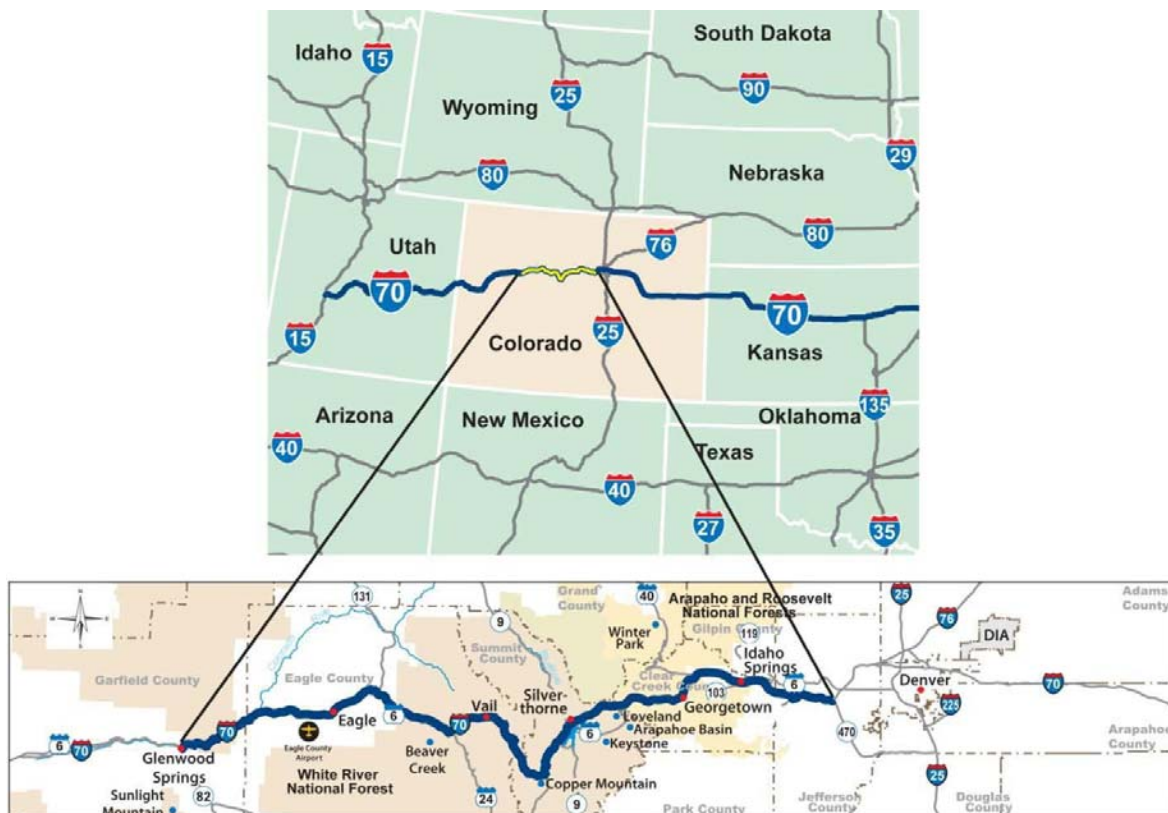 South Dakota
Idaho
15
90
Wyoming
25
29
80
Nebraska
80
76
Utah
70
70
25
15
Colorado
Kansas
Arizona
New Mexico
Oklahoma
135
40
Texas
40
27
35
Grand
County
40
Arapaho and Roosevelt
National Forests
25
Adams
County
131
9
Gilpin County
76
DIA
Winter
Park
119
Idaho
Springs
Summit
County
Garfield County
Eagle County
Clear
Creek
103
6
Denver
70
Silver-
thorne
Vail
225
Georgetown
70
Eagle
6
70
Loveland
Arapahoe Basin
6
Keystone
470
Arapahoe
County
6
70
Eagle County
Airport
Glenwood
Springs
Beaver
Creek
White River
National Forest
Copper Mountain
25
Sunlight
Mountain
82
24
9
Park County
Jefferson
County
Douglas
County